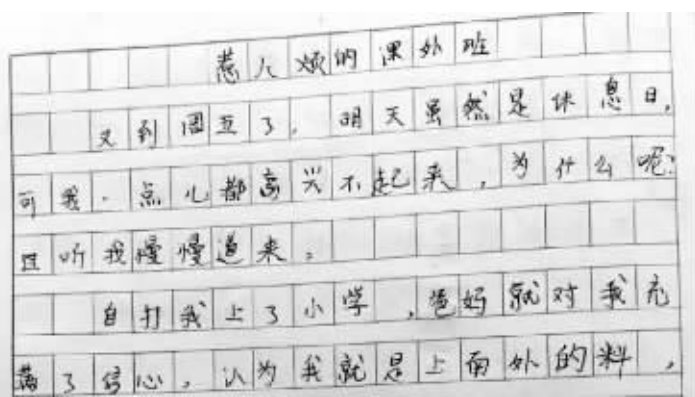 惹人烦的课外班
又到周五了，明天虽然是休息日，
可我一点儿都高兴不起来，为什么呢？
且听我慢慢道来。
自打我上了小学，爸妈就对我充
满了信心，认为我就是上面外的料，